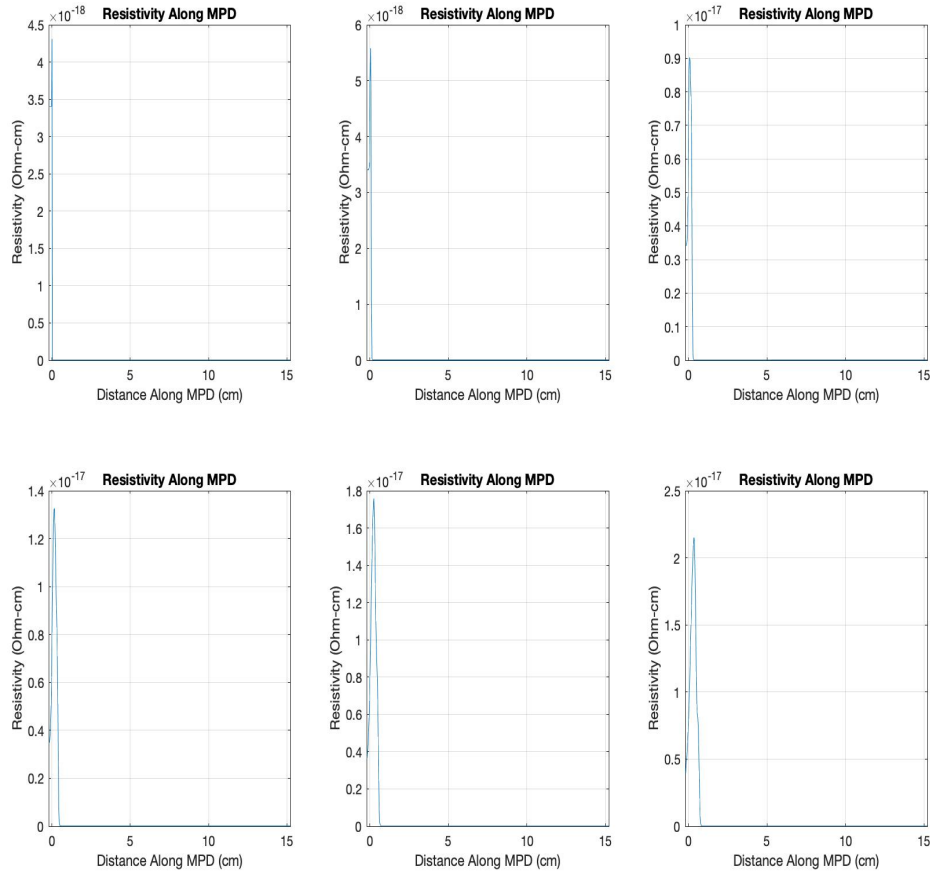 ×10⁻¹⁸ Resistivity Along MPD
4.5
4
3.5
3
2.5
2
1.5
1
0.5
0
Resistivity (Ohm-cm)
0 5 10 15
Distance Along MPD (cm)
×10⁻¹⁸ Resistivity Along MPD
6
5
4
3
2
1
0
Resistivity (Ohm-cm)
0 5 10 15
Distance Along MPD (cm)
×10⁻¹⁷ Resistivity Along MPD
1
0.9
0.8
0.7
0.6
0.5
0.4
0.3
0.2
0.1
0
Resistivity (Ohm-cm)
0 5 10 15
Distance Along MPD (cm)
×10⁻¹⁷ Resistivity Along MPD
1.4
1.2
1
0.8
0.6
0.4
0.2
0
Resistivity (Ohm-cm)
0 5 10 15
Distance Along MPD (cm)
×10⁻¹⁷ Resistivity Along MPD
1.8
1.6
1.4
1.2
1
0.8
0.6
0.4
0.2
0
Resistivity (Ohm-cm)
0 5 10 15
Distance Along MPD (cm)
×10⁻¹⁷ Resistivity Along MPD
2.5
2
1.5
1
0.5
0
Resistivity (Ohm-cm)
0 5 10 15
Distance Along MPD (cm)